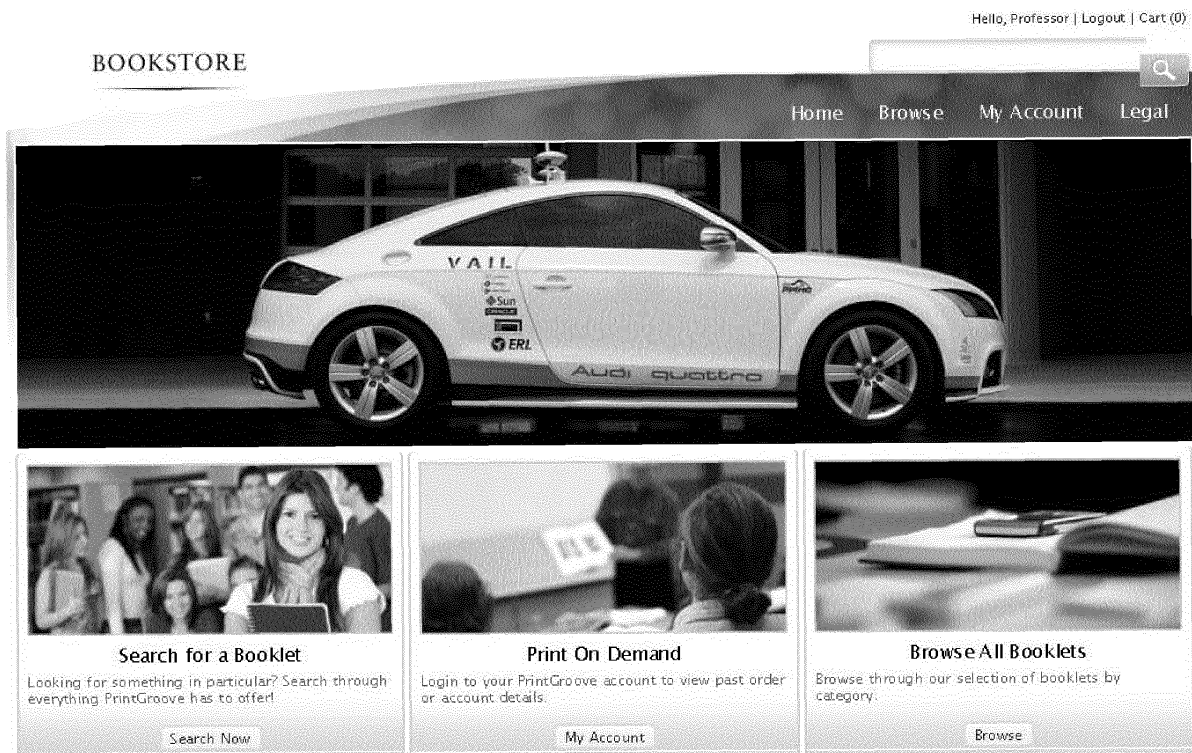 Hello, Professor | Logout | Cart (0)
BOOKSTORE
Home Browse My Account Legal
VAIL
Sun
ORACLE
ERL
Audi quattro
Search for a Booklet
Looking for something in particular? Search through
everything PrintGroove has to offer!
Search Now
Print On Demand
Login to your PrintGroove account to view past order
or account details.
My Account
Browse All Booklets
Browse through our selection of booklets by
category.
Browse